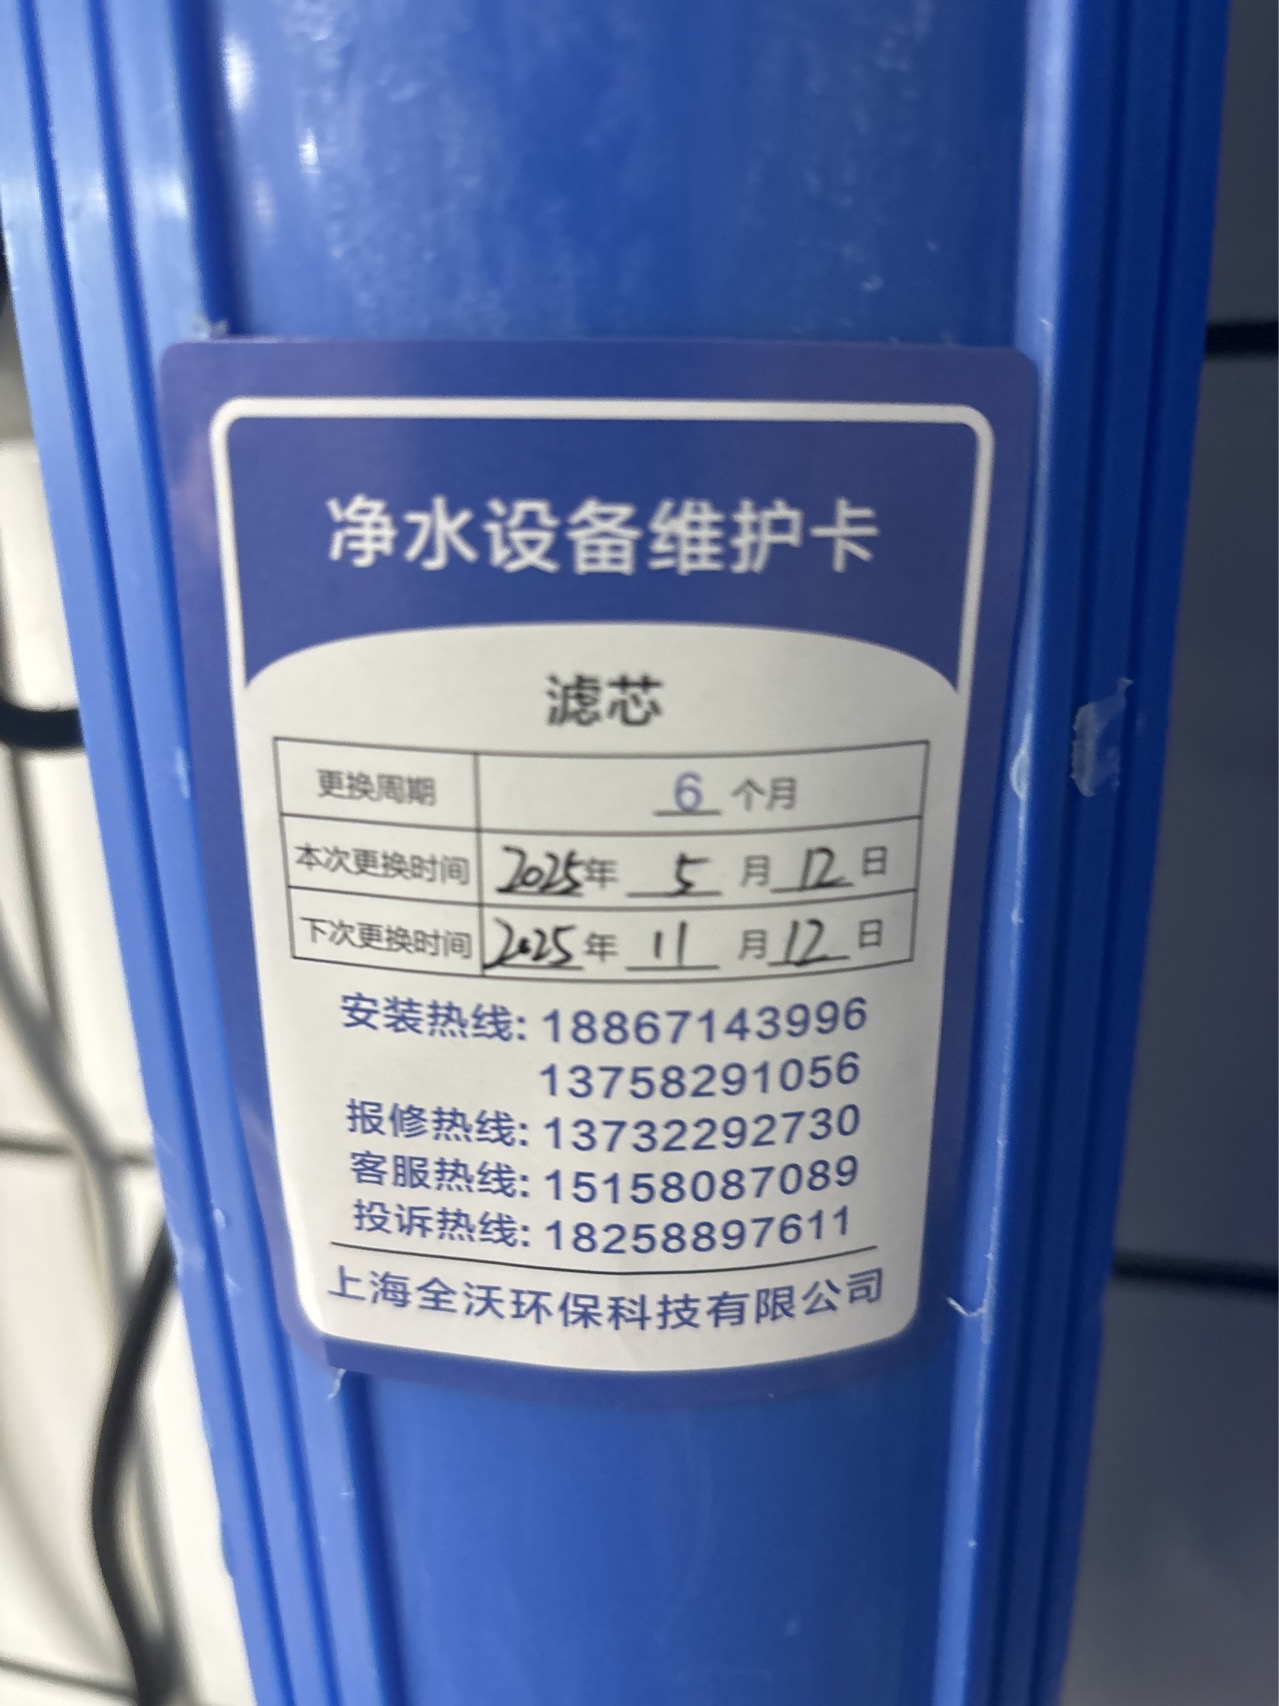 净水设备维护卡
滤芯
更换周期 6 个月
本次更换时间 2025年 5 月 12 日
下次更换时间 2025年 11 月 12 日
安装热线: 18867143996
13758291056
报修热线: 13732292730
客服热线: 15158087089
投诉热线: 18258897611
上海全沃环保科技有限公司